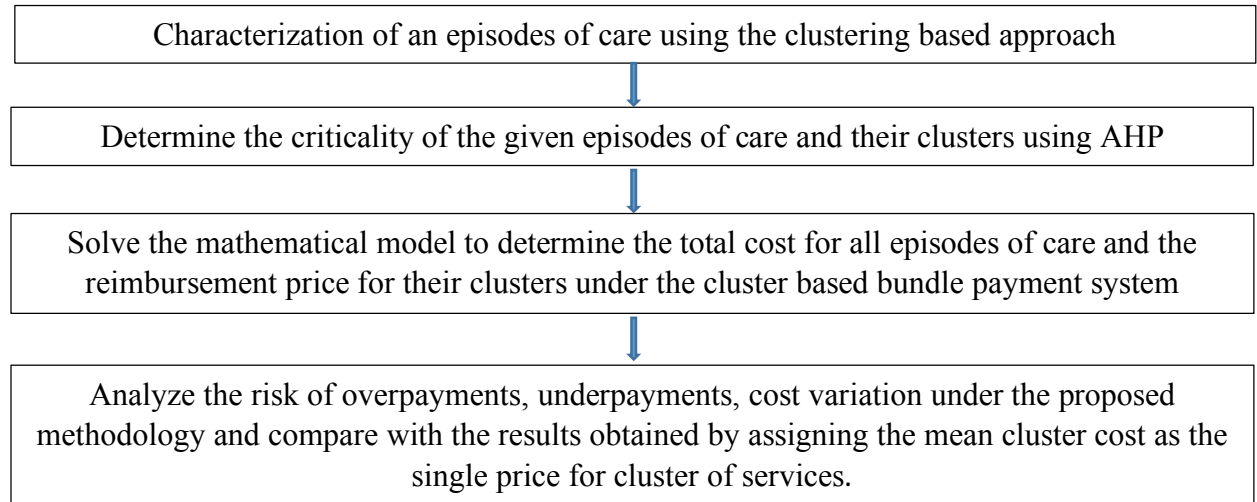 Characterization of an episodes of care using the clustering based approach
Determine the criticality of the given episodes of care and their clusters using AHP
Solve the mathematical model to determine the total cost for all episodes of care and the
reimbursement price for their clusters under the cluster based bundle payment system
Analyze the risk of overpayments, underpayments, cost variation under the proposed
methodology and compare with the results obtained by assigning the mean cluster cost as the
single price for cluster of services.